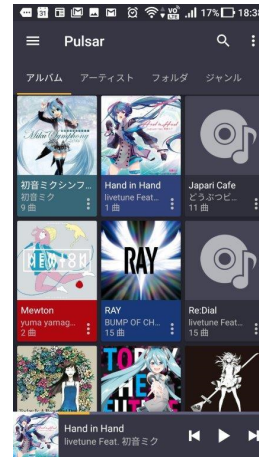 17% 18:38
Pulsar
アルバム アーティスト フォルダ ジャンル
初音ミクシンフ...
初音ミク
9 曲
Hand in Hand
livetune Feat...
1 曲
Japari Cafe
どうぶつビ...
11 曲
Mewton
yuma yamag...
2 曲
RAY
RAY
BUMP OF CH...
15 曲
Re:Dial
livetune Feat...
15 曲
Hand in Hand
livetune Feat. 初音ミク